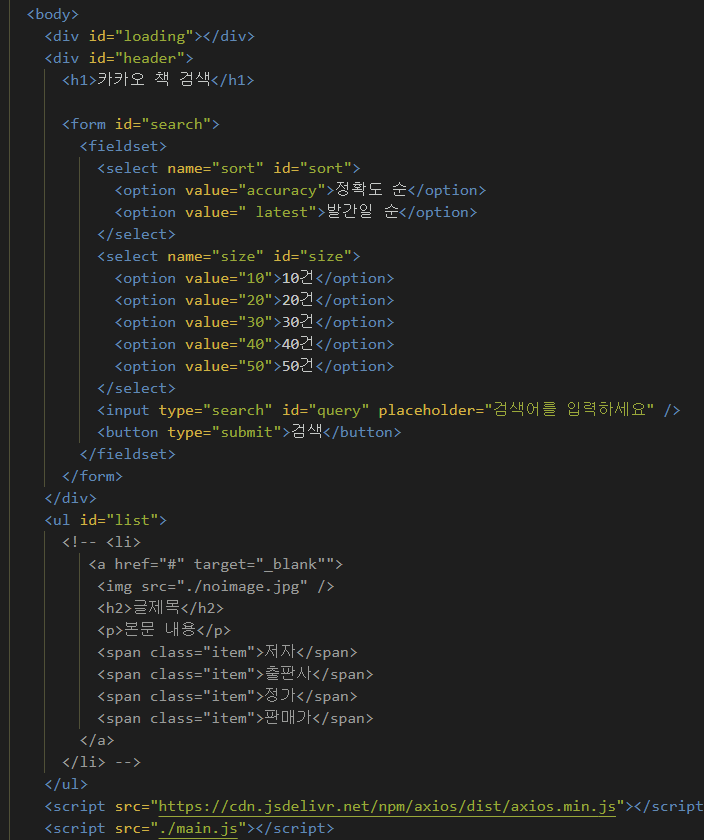 <body>
<div id="loading"></div>
<div id="header">
<h1>카카오 책 검색</h1>
<form id="search">
<fieldset>
<select name="sort" id="sort">
<option value="accuracy">정확도 순</option>
<option value=" latest">발간일 순</option>
</select>
<select name="size" id="size">
<option value="10">10건</option>
<option value="20">20건</option>
<option value="30">30건</option>
<option value="40">40건</option>
<option value="50">50건</option>
</select>
<input type="search" id="query" placeholder="검색어를 입력하세요" />
<button type="submit">검색</button>
</fieldset>
</form>
</div>
<ul id="list">
<!-- <li>
<a href="#" target="_blank"">
<img src="./noimage.jpg" />
<h2>글제목</h2>
<p>본문 내용</p>
<span class="item">저자</span>
<span class="item">출판사</span>
<span class="item">정가</span>
<span class="item">판매가</span>
</a>
</li> -->
</ul>
<script src="https://cdn.jsdelivr.net/npm/axios/dist/axios.min.js"></script
<script src="./main.js"></script>